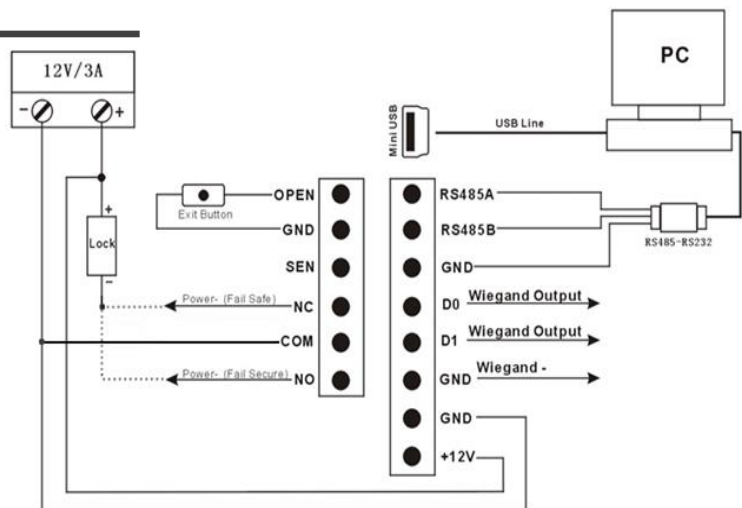 12V/3A
-
+
PC
Mini USB
USB Line
OPEN
Exit Button
GND
SEN
NC
COM
NO
+
Lock
-
Power- (Fail Safe)
Power- (Fail Secure)
RS485A
RS485B
GND
D0
D1
GND
GND
+12V
Wiegand Output
Wiegand Output
Wiegand -
RS485-RS232